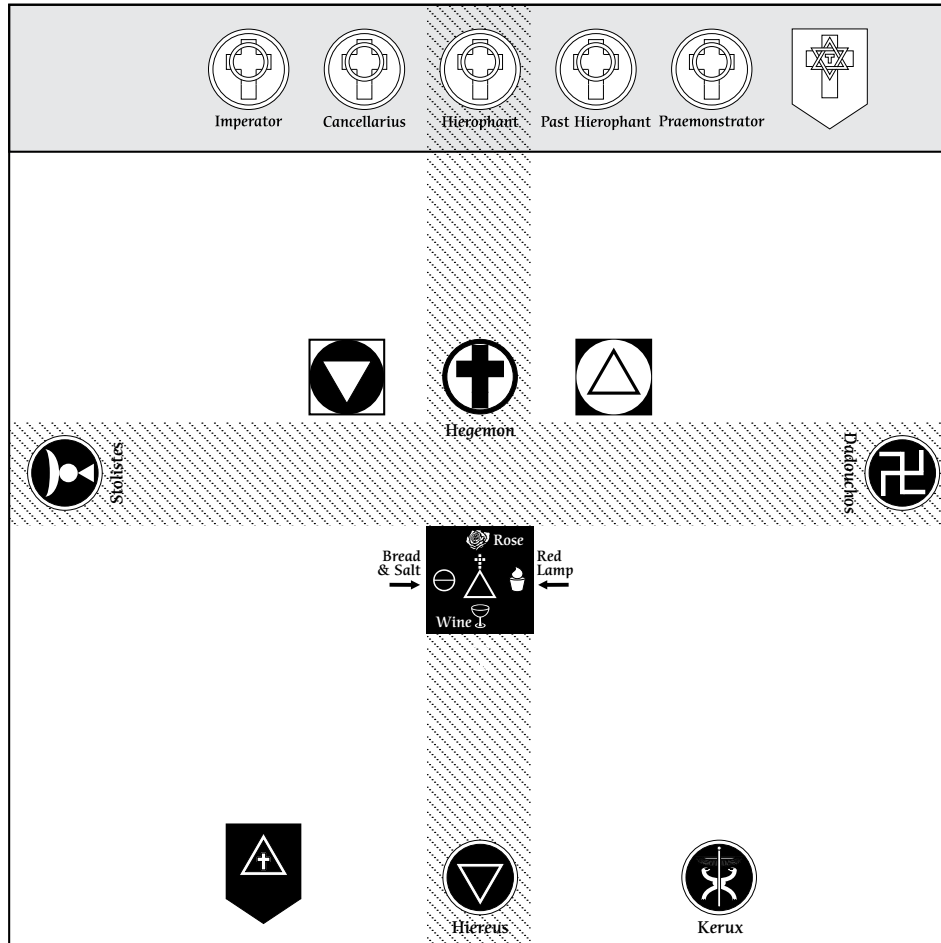 Imperator
Cancellarius
Hierophant
Past Hierophant
Praemonstrator
T
Hegemon
Stolistes
Dadouchos
Rose
Bread
& Salt
Red
Lamp
Wine
Hiereus
Kerux